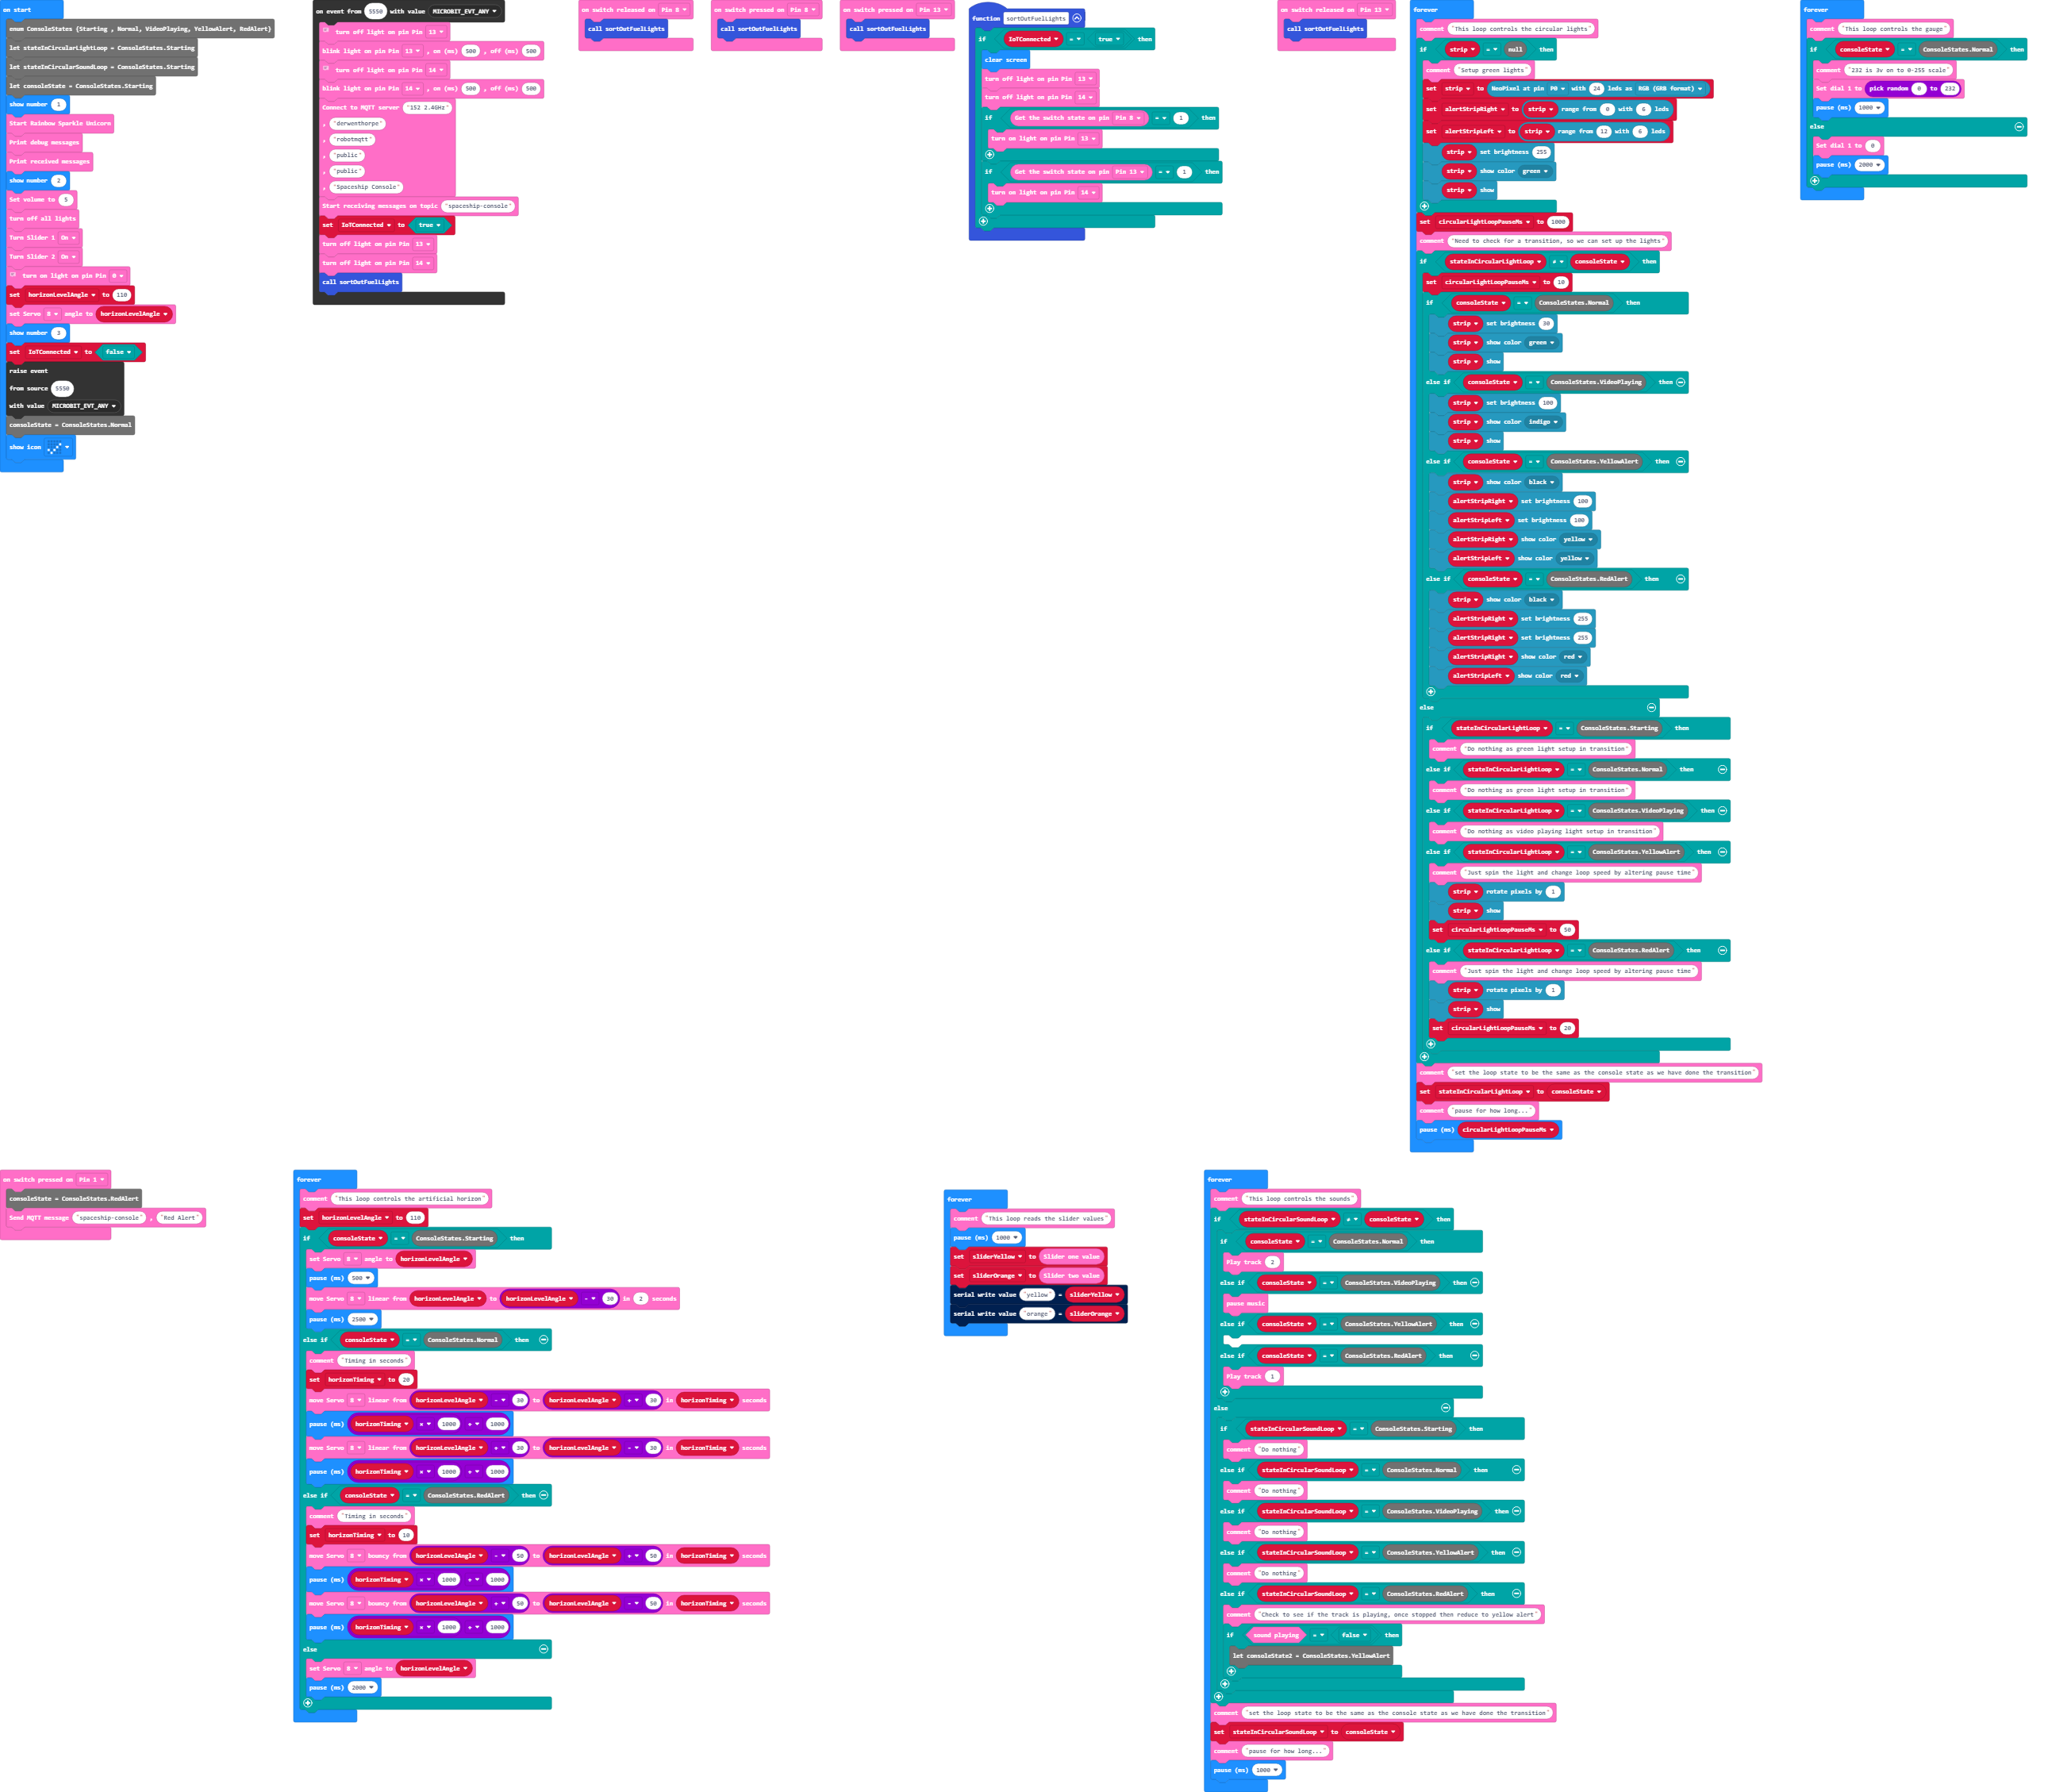 on start
enum ConsoleStates {Starting , Normal, VideoPlaying, YellowAlert, RedAlert}
let stateInCircularLightLoop = ConsoleStates.Starting
let stateInCircularSoundLoop = ConsoleStates.Starting
let consoleState = ConsoleStates.Starting
show number 1
Start Rainbow Sparkle Unicorn
Print debug messages
Print received messages
show number 2
Set volume to 5
turn off all lights
Turn Slider 1 On
Turn Slider 2 On
turn on light on pin Pin 0
set horizonLevelAngle to 110
set Servo 8 angle to horizonLevelAngle
show number 3
set IoTConnected to false
raise event
from source 5550
with value MICROBIT_EVT_ANY
consoleState = ConsoleStates.Normal
show icon
on event from 5550 with value MICROBIT_EVT_ANY
turn off light on pin Pin 13
blink light on pin Pin 13 , on (ms) 500 , off (ms) 500
turn off light on pin Pin 14
blink light on pin Pin 14 , on (ms) 500 , off (ms) 500
Connect to MQTT server "152 2.4GHz"
, "derwenthorpe"
, "robotmqtt"
, "public"
, "public"
, "Spaceship Console"
Start receiving messages on topic "spaceship-console"
set IoTConnected to true
turn off light on pin Pin 13
turn off light on pin Pin 14
call sortOutFuelLights
on switch released on Pin 8
call sortOutFuelLights
on switch pressed on Pin 8
call sortOutFuelLights
on switch pressed on Pin 13
call sortOutFuelLights
function sortOutFuelLights
if IoTConnected = true then
clear screen
turn off light on pin Pin 13
turn off light on pin Pin 14
if Get the switch state on pin Pin 8 = 1 then
turn on light on pin Pin 13
if Get the switch state on pin Pin 13 = 1 then
turn on light on pin Pin 14
on switch released on Pin 13
call sortOutFuelLights
forever
comment "This loop controls the circular lights"
if strip = null then
comment "Setup green lights"
set strip to NeoPixel at pin P0 with 24 leds as RGB (GRB format)
set alertStripRight to strip range from 0 with 6 leds
set alertStripLeft to strip range from 12 with 6 leds
strip set brightness 255
strip show color green
strip show
set circularLightLoopPauseMs to 1000
comment "Need to check for a transition, so we can set up the lights"
if stateInCircularLightLoop ≠ consoleState then
set circularLightLoopPauseMs to 10
if consoleState = ConsoleStates.Normal then
strip set brightness 30
strip show color green
strip show
else if consoleState = ConsoleStates.VideoPlaying then
strip set brightness 100
strip show color indigo
strip show
else if consoleState = ConsoleStates.YellowAlert then
strip show color black
alertStripRight set brightness 100
alertStripLeft set brightness 100
alertStripRight show color yellow
alertStripLeft show color yellow
else if consoleState = ConsoleStates.RedAlert then
strip show color black
alertStripRight set brightness 255
alertStripRight set brightness 255
alertStripRight show color red
alertStripLeft show color red
else
if stateInCircularLightLoop = ConsoleStates.Starting then
comment "Do nothing as green light setup in transition"
else if stateInCircularLightLoop = ConsoleStates.Normal then
comment "Do nothing as green light setup in transition"
else if stateInCircularLightLoop = ConsoleStates.VideoPlaying then
comment "Do nothing as video playing light setup in transition"
else if stateInCircularLightLoop = ConsoleStates.YellowAlert then
comment "Just spin the light and change loop speed by altering pause time"
strip rotate pixels by 1
strip show
set circularLightLoopPauseMs to 50
else if stateInCircularLightLoop = ConsoleStates.RedAlert then
comment "Just spin the light and change loop speed by altering pause time"
strip rotate pixels by 1
strip show
set circularLightLoopPauseMs to 20
comment "set the loop state to be the same as the console state as we have done the transition"
set stateInCircularLightLoop to consoleState
comment "pause for how long..."
pause (ms) circularLightLoopPauseMs
forever
comment "This loop controls the gauge"
if consoleState = ConsoleStates.Normal then
comment "232 is 3v on to 0-255 scale"
Set dial 1 to pick random 0 to 232
pause (ms) 1000
else
Set dial 1 to 0
pause (ms) 2000
on switch pressed on Pin 1
consoleState = ConsoleStates.RedAlert
Send MQTT message "spaceship-console" , "Red Alert"
forever
comment "This loop controls the artificial horizon"
set horizonLevelAngle to 110
if consoleState = ConsoleStates.Starting then
set Servo 8 angle to horizonLevelAngle
pause (ms) 500
move Servo 8 linear from horizonLevelAngle to horizonLevelAngle - 30 in 2 seconds
pause (ms) 2500
else if consoleState = ConsoleStates.Normal then
comment "Timing in seconds"
set horizonTiming to 20
move Servo 8 linear from horizonLevelAngle - 30 to horizonLevelAngle + 30 in horizonTiming seconds
pause (ms) horizonTiming × 1000 + 1000
move Servo 8 linear from horizonLevelAngle + 30 to horizonLevelAngle - 30 in horizonTiming seconds
pause (ms) horizonTiming × 1000 + 1000
else if consoleState = ConsoleStates.RedAlert then
comment "Timing in seconds"
set horizonTiming to 10
move Servo 8 bouncy from horizonLevelAngle - 50 to horizonLevelAngle + 50 in horizonTiming seconds
pause (ms) horizonTiming × 1000 + 1000
move Servo 8 bouncy from horizonLevelAngle + 50 to horizonLevelAngle - 50 in horizonTiming seconds
pause (ms) horizonTiming × 1000 + 1000
else
set Servo 8 angle to horizonLevelAngle
pause (ms) 2000
forever
comment "This loop reads the slider values"
pause (ms) 1000
set sliderYellow to Slider one value
set sliderOrange to Slider two value
serial write value "yellow" = sliderYellow
serial write value "orange" = sliderOrange
forever
comment "This loop controls the sounds"
if stateInCircularSoundLoop ≠ consoleState then
if consoleState = ConsoleStates.Normal then
Play track 2
else if consoleState = ConsoleStates.VideoPlaying then
pause music
else if consoleState = ConsoleStates.YellowAlert then
else if consoleState = ConsoleStates.RedAlert then
Play track 1
else
if stateInCircularSoundLoop = ConsoleStates.Starting then
comment "Do nothing"
else if stateInCircularSoundLoop = ConsoleStates.Normal then
comment "Do nothing"
else if stateInCircularSoundLoop = ConsoleStates.VideoPlaying then
comment "Do nothing"
else if stateInCircularSoundLoop = ConsoleStates.YellowAlert then
comment "Do nothing"
else if stateInCircularSoundLoop = ConsoleStates.RedAlert then
comment "Check to see if the track is playing, once stopped then reduce to yellow alert"
if sound playing = false then
let consoleState2 = ConsoleStates.YellowAlert
comment "set the loop state to be the same as the console state as we have done the transition"
set stateInCircularSoundLoop to consoleState
comment "pause for how long..."
pause (ms) 1000